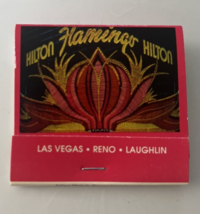 HILTON Flamingo HILTON
LAS VEGAS • RENO • LAUGHLIN